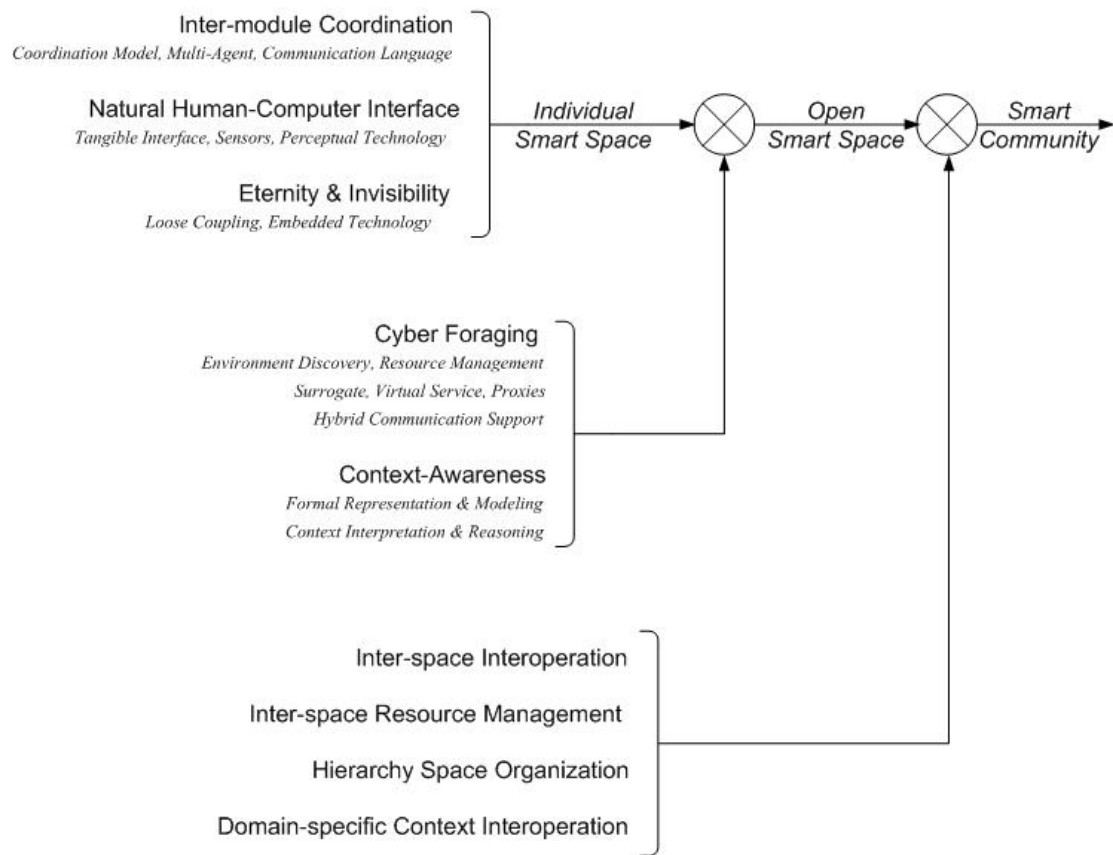 Inter-module Coordination
Coordination Model, Multi-Agent, Communication Language
Natural Human-Computer Interface
Tangible Interface, Sensors, Perceptual Technology
Eternity & Invisibility
Loose Coupling, Embedded Technology
Individual
Smart Space
Open
Smart Space
Smart
Community
Cyber Foraging
Environment Discovery, Resource Management
Surrogate, Virtual Service, Proxies
Hybrid Communication Support
Context-Awareness
Formal Representation & Modeling
Context Interpretation & Reasoning
Inter-space Interoperation
Inter-space Resource Management
Hierarchy Space Organization
Domain-specific Context Interoperation